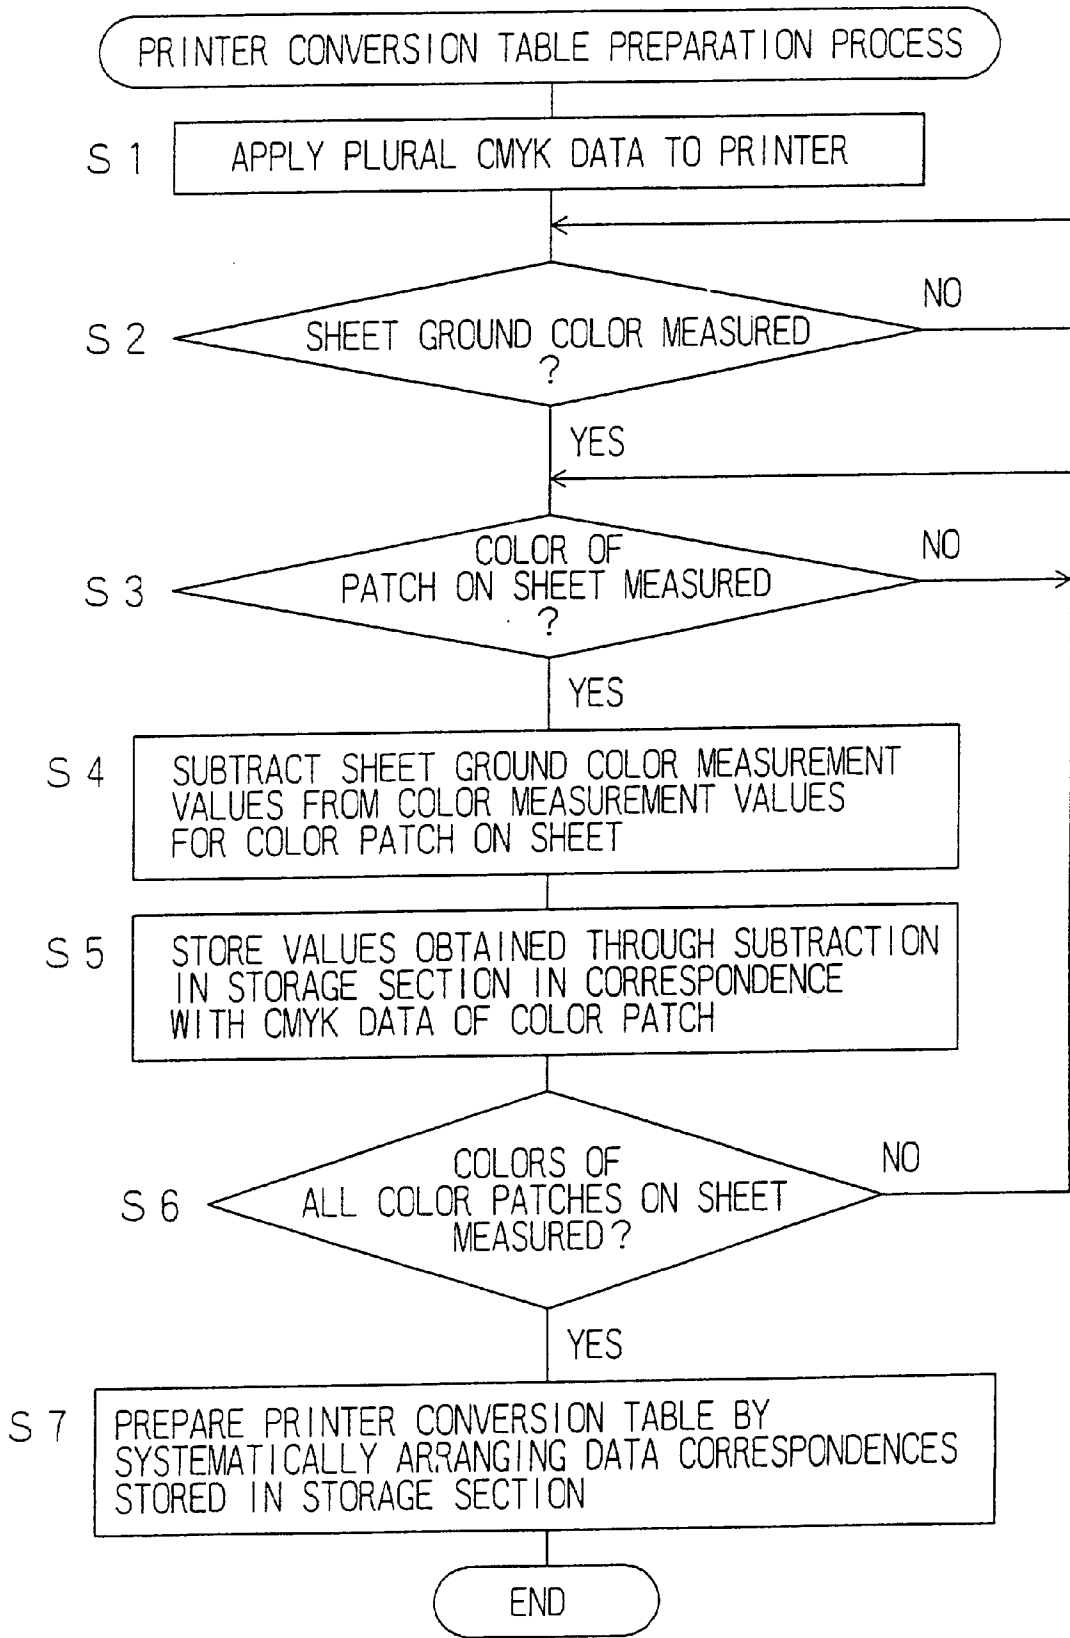 PRINTER CONVERSION TABLE PREPARATION PROCESS
S 1
APPLY PLURAL CMYK DATA TO PRINTER
NO
S 2
SHEET GROUND COLOR MEASURED
?
YES
NO
S 3
COLOR OF
PATCH ON SHEET MEASURED
?
YES
S 4
SUBTRACT SHEET GROUND COLOR MEASUREMENT
VALUES FROM COLOR MEASUREMENT VALUES
FOR COLOR PATCH ON SHEET
S 5
STORE VALUES OBTAINED THROUGH SUBTRACTION
IN STORAGE SECTION IN CORRESPONDENCE
WITH CMYK DATA OF COLOR PATCH
NO
S 6
COLORS OF
ALL COLOR PATCHES ON SHEET
MEASURED?
YES
S 7
PREPARE PRINTER CONVERSION TABLE BY
SYSTEMATICALLY ARRANGING DATA CORRESPONDENCES
STORED IN STORAGE SECTION
END